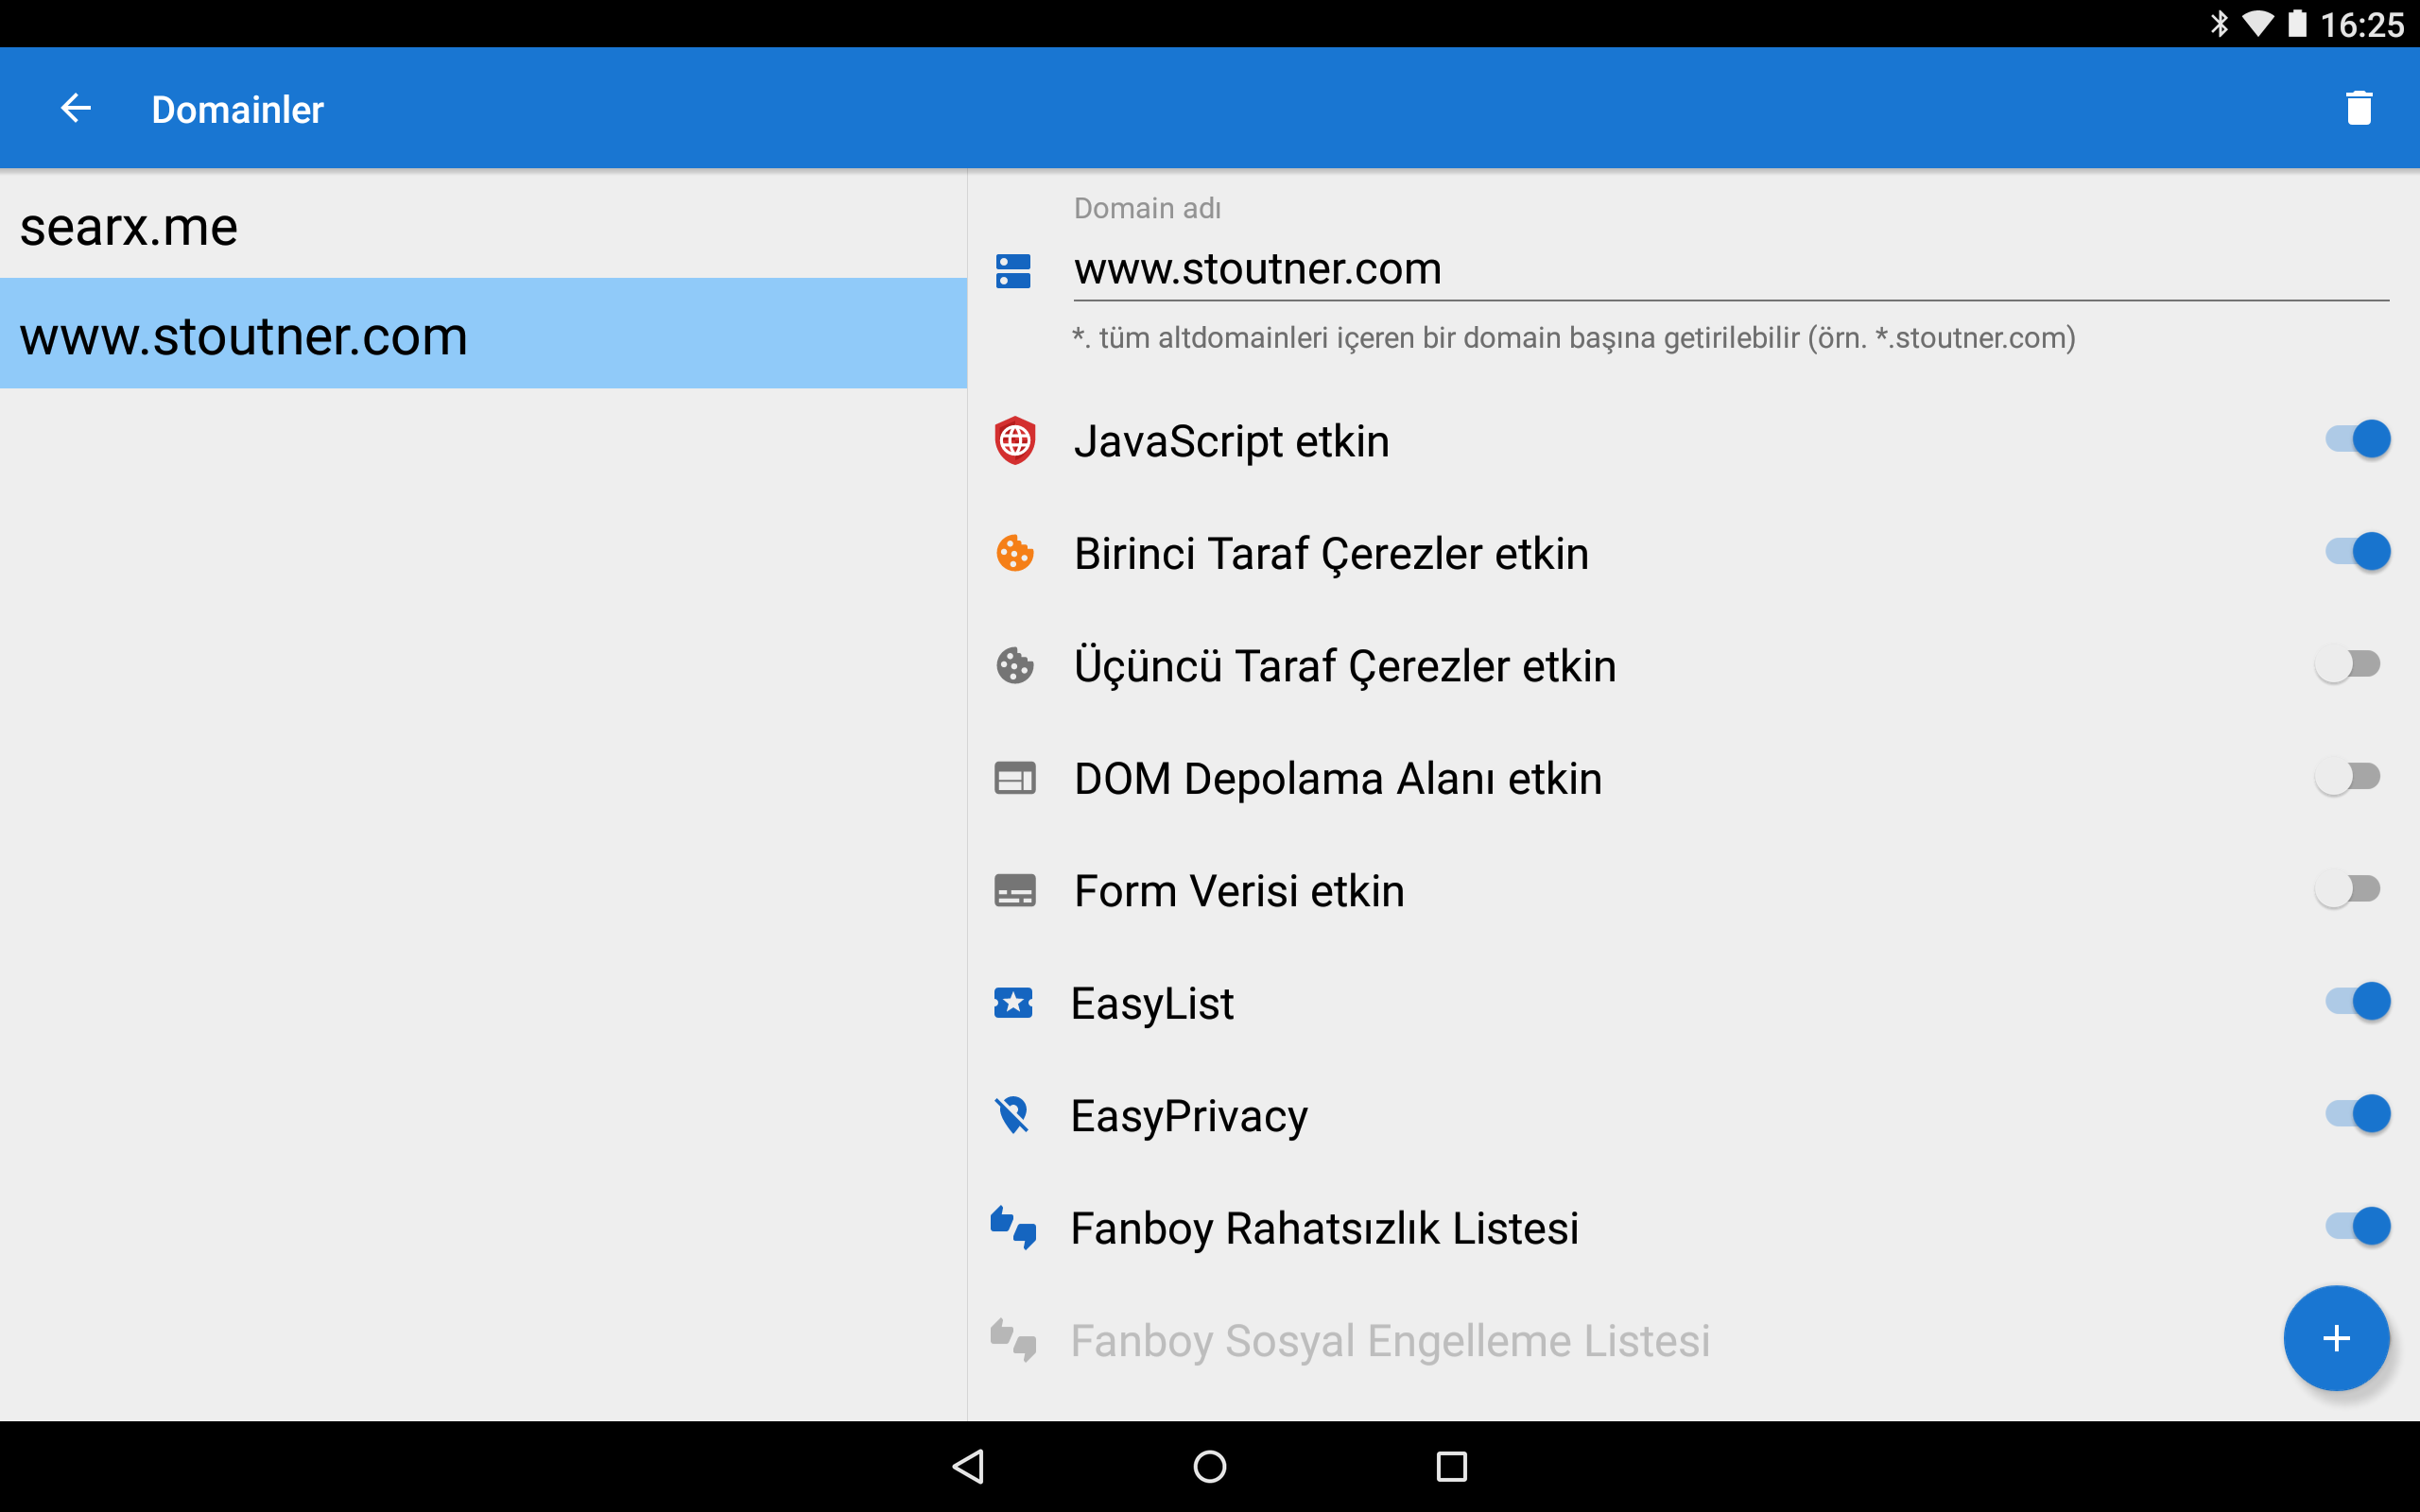 16:25
Domainler
searx.me
www.stoutner.com
Domain adı
www.stoutner.com
*. tüm altdomainleri içeren bir domain başına getirilebilir (örn. *.stoutner.com)
JavaScript etkin
Birinci Taraf Çerezler etkin
Üçüncü Taraf Çerezler etkin
DOM Depolama Alanı etkin
Form Verisi etkin
EasyList
EasyPrivacy
Fanboy Rahatsızlık Listesi
Fanboy Sosyal Engelleme Listesi